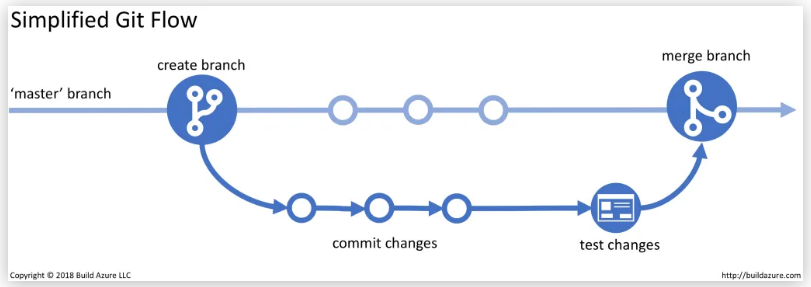 Simplified Git Flow
create branch
merge branch
'master' branch
commit changes
test changes
Copyright © 2018 Build Azure LLC
http://buildazure.com